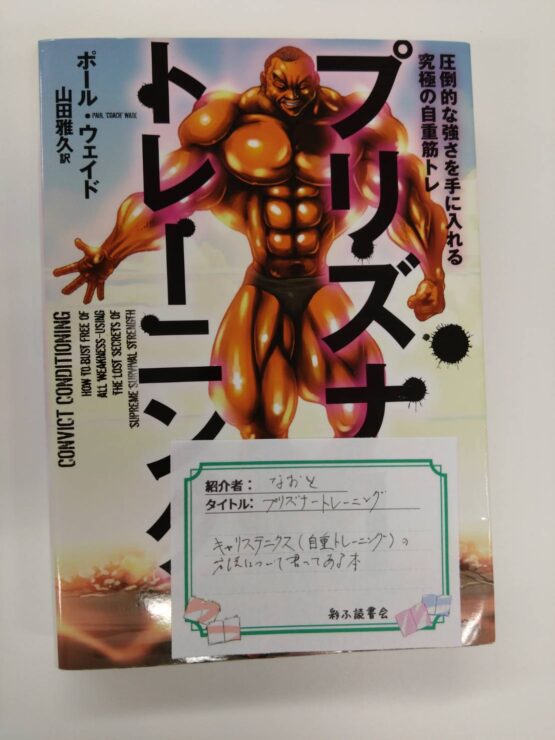 圧倒的な強さを手に入れる
究極の自重筋トレ
プリズナ
トレーニング
ポール・ウェイド
PAUL "COACH" WADE
山田雅久 訳
CONVICT CONDITIONING
HOW TO BUST FREE OF
ALL WEAKNESS-USING
THE LOST SECRETS OF
SUPREME SURVIVAL STRENGTH
紹介者: なおと
タイトル: プリズナートレーニング
キャリステニクス(自重トレーニング)の
方法について書いてある本
彩ふ読書会